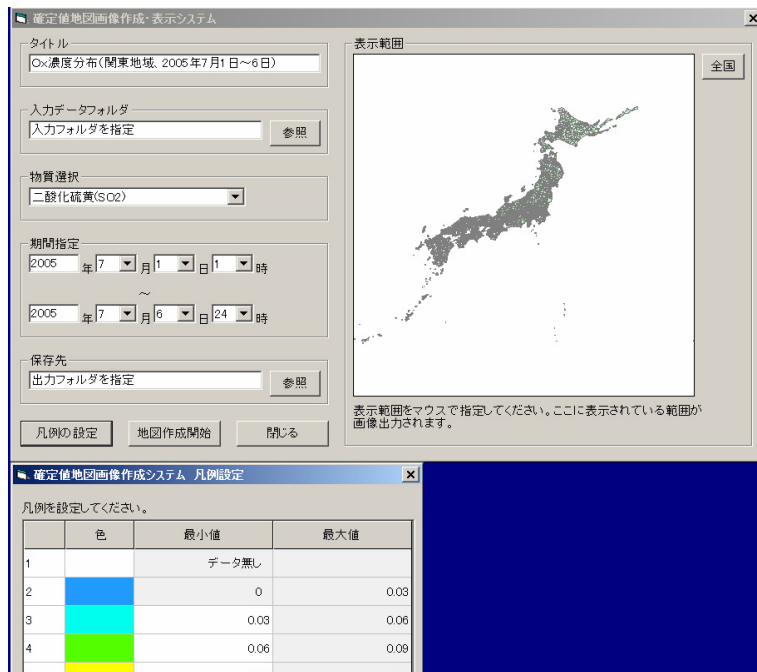 確定値地図画像作成・表示システム
タイトル
Ox濃度分布(関東地域、2005年7月1日～6日)
入力データフォルダ
入力フォルダを指定
参照
物質選択
二酸化硫黄(SO2)
期間指定
2005 年 7 月 1 日 1 時
～
2005 年 7 月 6 日 24 時
保存先
出力フォルダを指定
参照
凡例の設定
地図作成開始
閉じる
表示範囲
全国
表示範囲をマウスで指定してください。ここに表示されている範囲が
画像出力されます。
確定値地図画像作成システム 凡例設定
凡例を設定してください。
色 最小値 最大値
1 データ無し
2 0 0.03
3 0.03 0.06
4 0.06 0.09